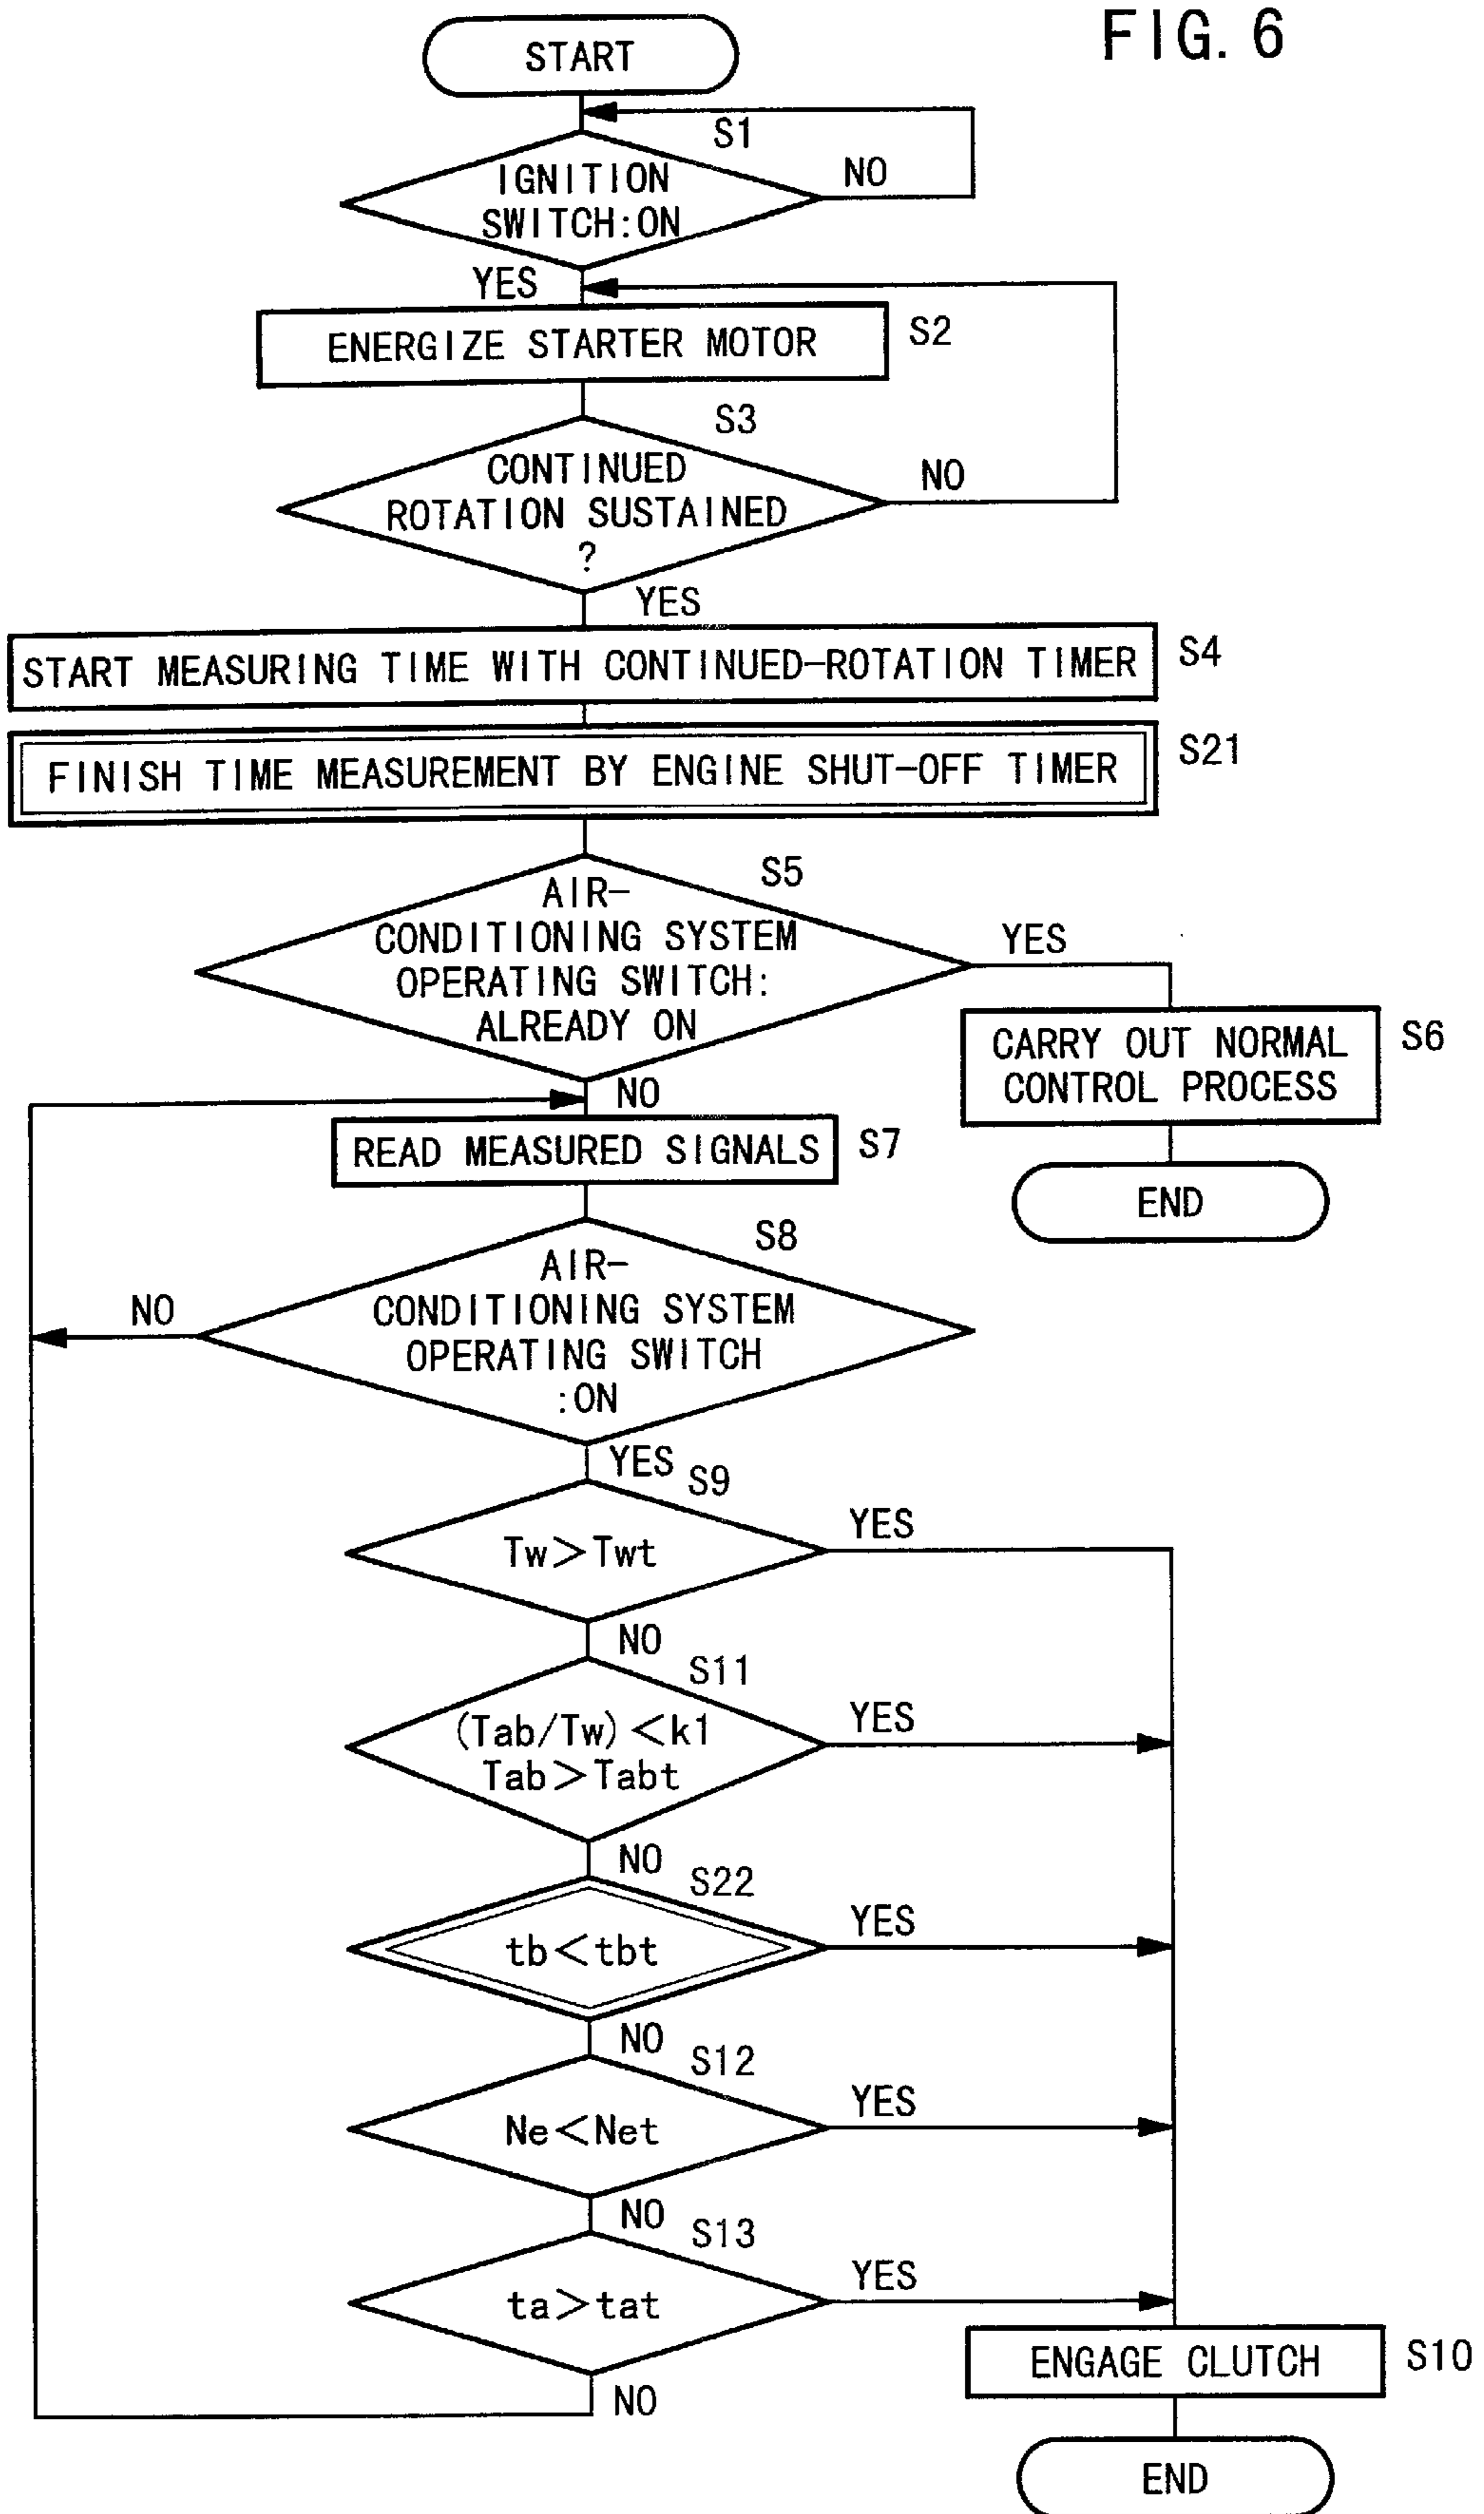 FIG. 6
START
S1
IGNITION
SWITCH:ON
NO
YES
ENERGIZE STARTER MOTOR
S2
S3
CONTINUED
ROTATION SUSTAINED
?
NO
YES
START MEASURING TIME WITH CONTINUED-ROTATION TIMER
S4
FINISH TIME MEASUREMENT BY ENGINE SHUT-OFF TIMER
S21
S5
AIR-
CONDITIONING SYSTEM
OPERATING SWITCH:
ALREADY ON
YES
CARRY OUT NORMAL
CONTROL PROCESS
S6
END
NO
READ MEASURED SIGNALS
S7
S8
AIR-
CONDITIONING SYSTEM
OPERATING SWITCH
:ON
NO
YES
S9
Tw>Twt
YES
NO
S11
(Tab/Tw)<k1
Tab>Tabt
YES
NO
S22
tb<tbt
YES
NO
S12
Ne<Net
YES
NO
S13
ta>tat
YES
NO
ENGAGE CLUTCH
S10
END